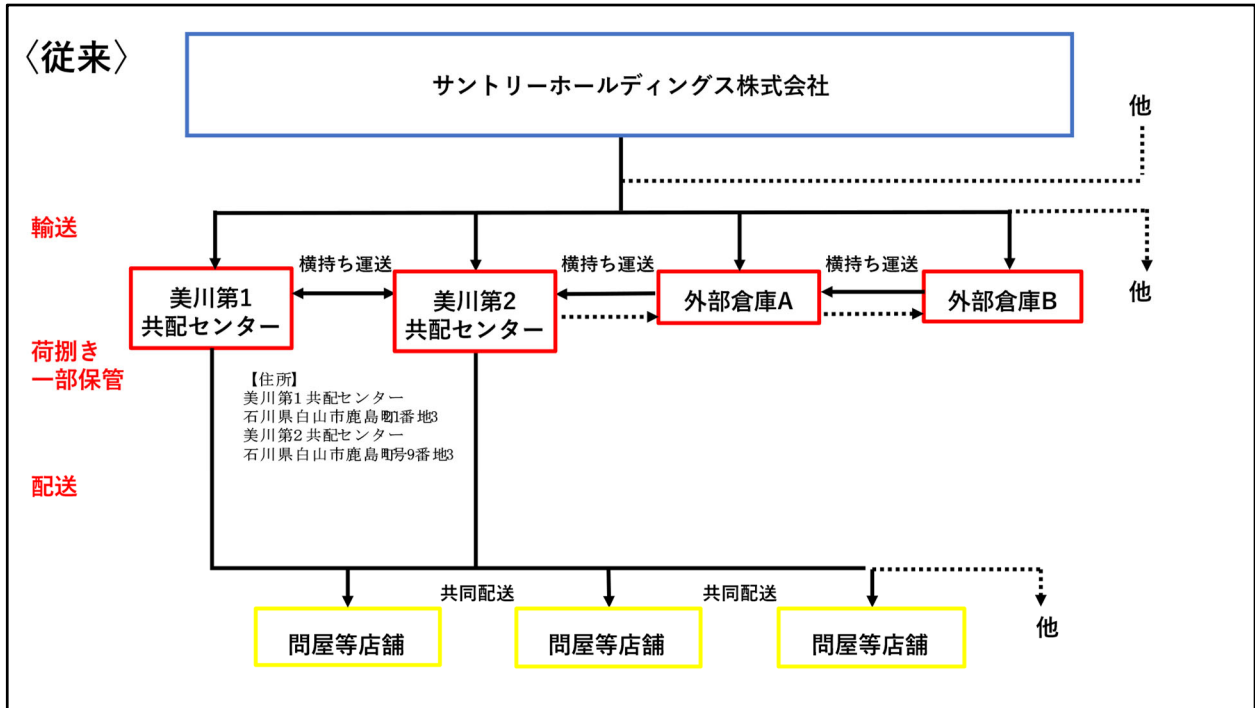 〈従来〉
サントリーホールディングス株式会社
他
輸送
横持ち運送
横持ち運送
横持ち運送
他
美川第1
共配センター
美川第2
共配センター
外部倉庫A
外部倉庫B
荷捌き
一部保管
【住所】
美川第1共配センター
石川県白山市鹿島町1番地3
美川第2共配センター
石川県白山市鹿島町号9番地3
配送
共同配送
共同配送
他
問屋等店舗
問屋等店舗
問屋等店舗